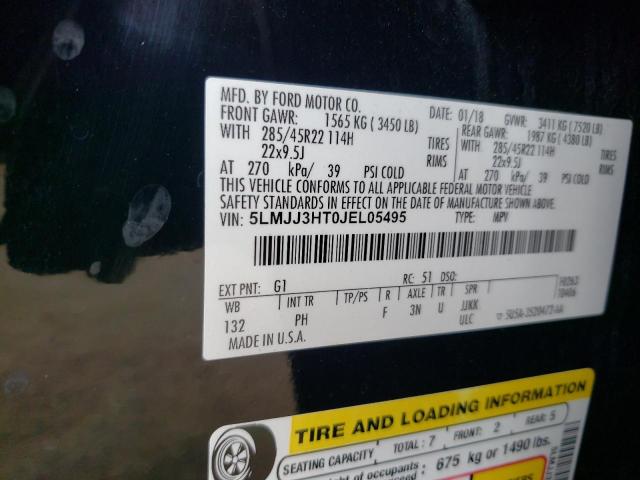 MFD. BY FORD MOTOR CO.
DATE: 01/18 GVWR: 3411 KG (7520 LB)
FRONT GAWR: 1565 KG (3450 LB) REAR GAWR: 1987 KG (4380 LB)
WITH 285/45R22 114H TIRES WITH 285/45R22 114H TIRES
22x9.5J RIMS 22x9.5J RIMS
AT 270 kPa/ 39 PSI COLD AT 270 kPa/ 39 PSI COLD
THIS VEHICLE CONFORMS TO ALL APPLICABLE FEDERAL MOTOR VEHICLE
SAFETY STANDARDS IN EFFECT ON THE DATE OF MANUFACTURE SHOWN ABOVE.
VIN: 5LMJJ3HT0JEL05495 TYPE: MPV
EXT PNT: G1 RC: 51 DSO:
WB INT TR TP/PS R AXLE TR SPR
132 PH F 3N U JJKK
ULC
MADE IN U.S.A.
TIRE AND LOADING INFORMATION
SEATING CAPACITY TOTAL: 7 FRONT: 2 REAR: 5
of occupants
675 kg or 1490 lbs.